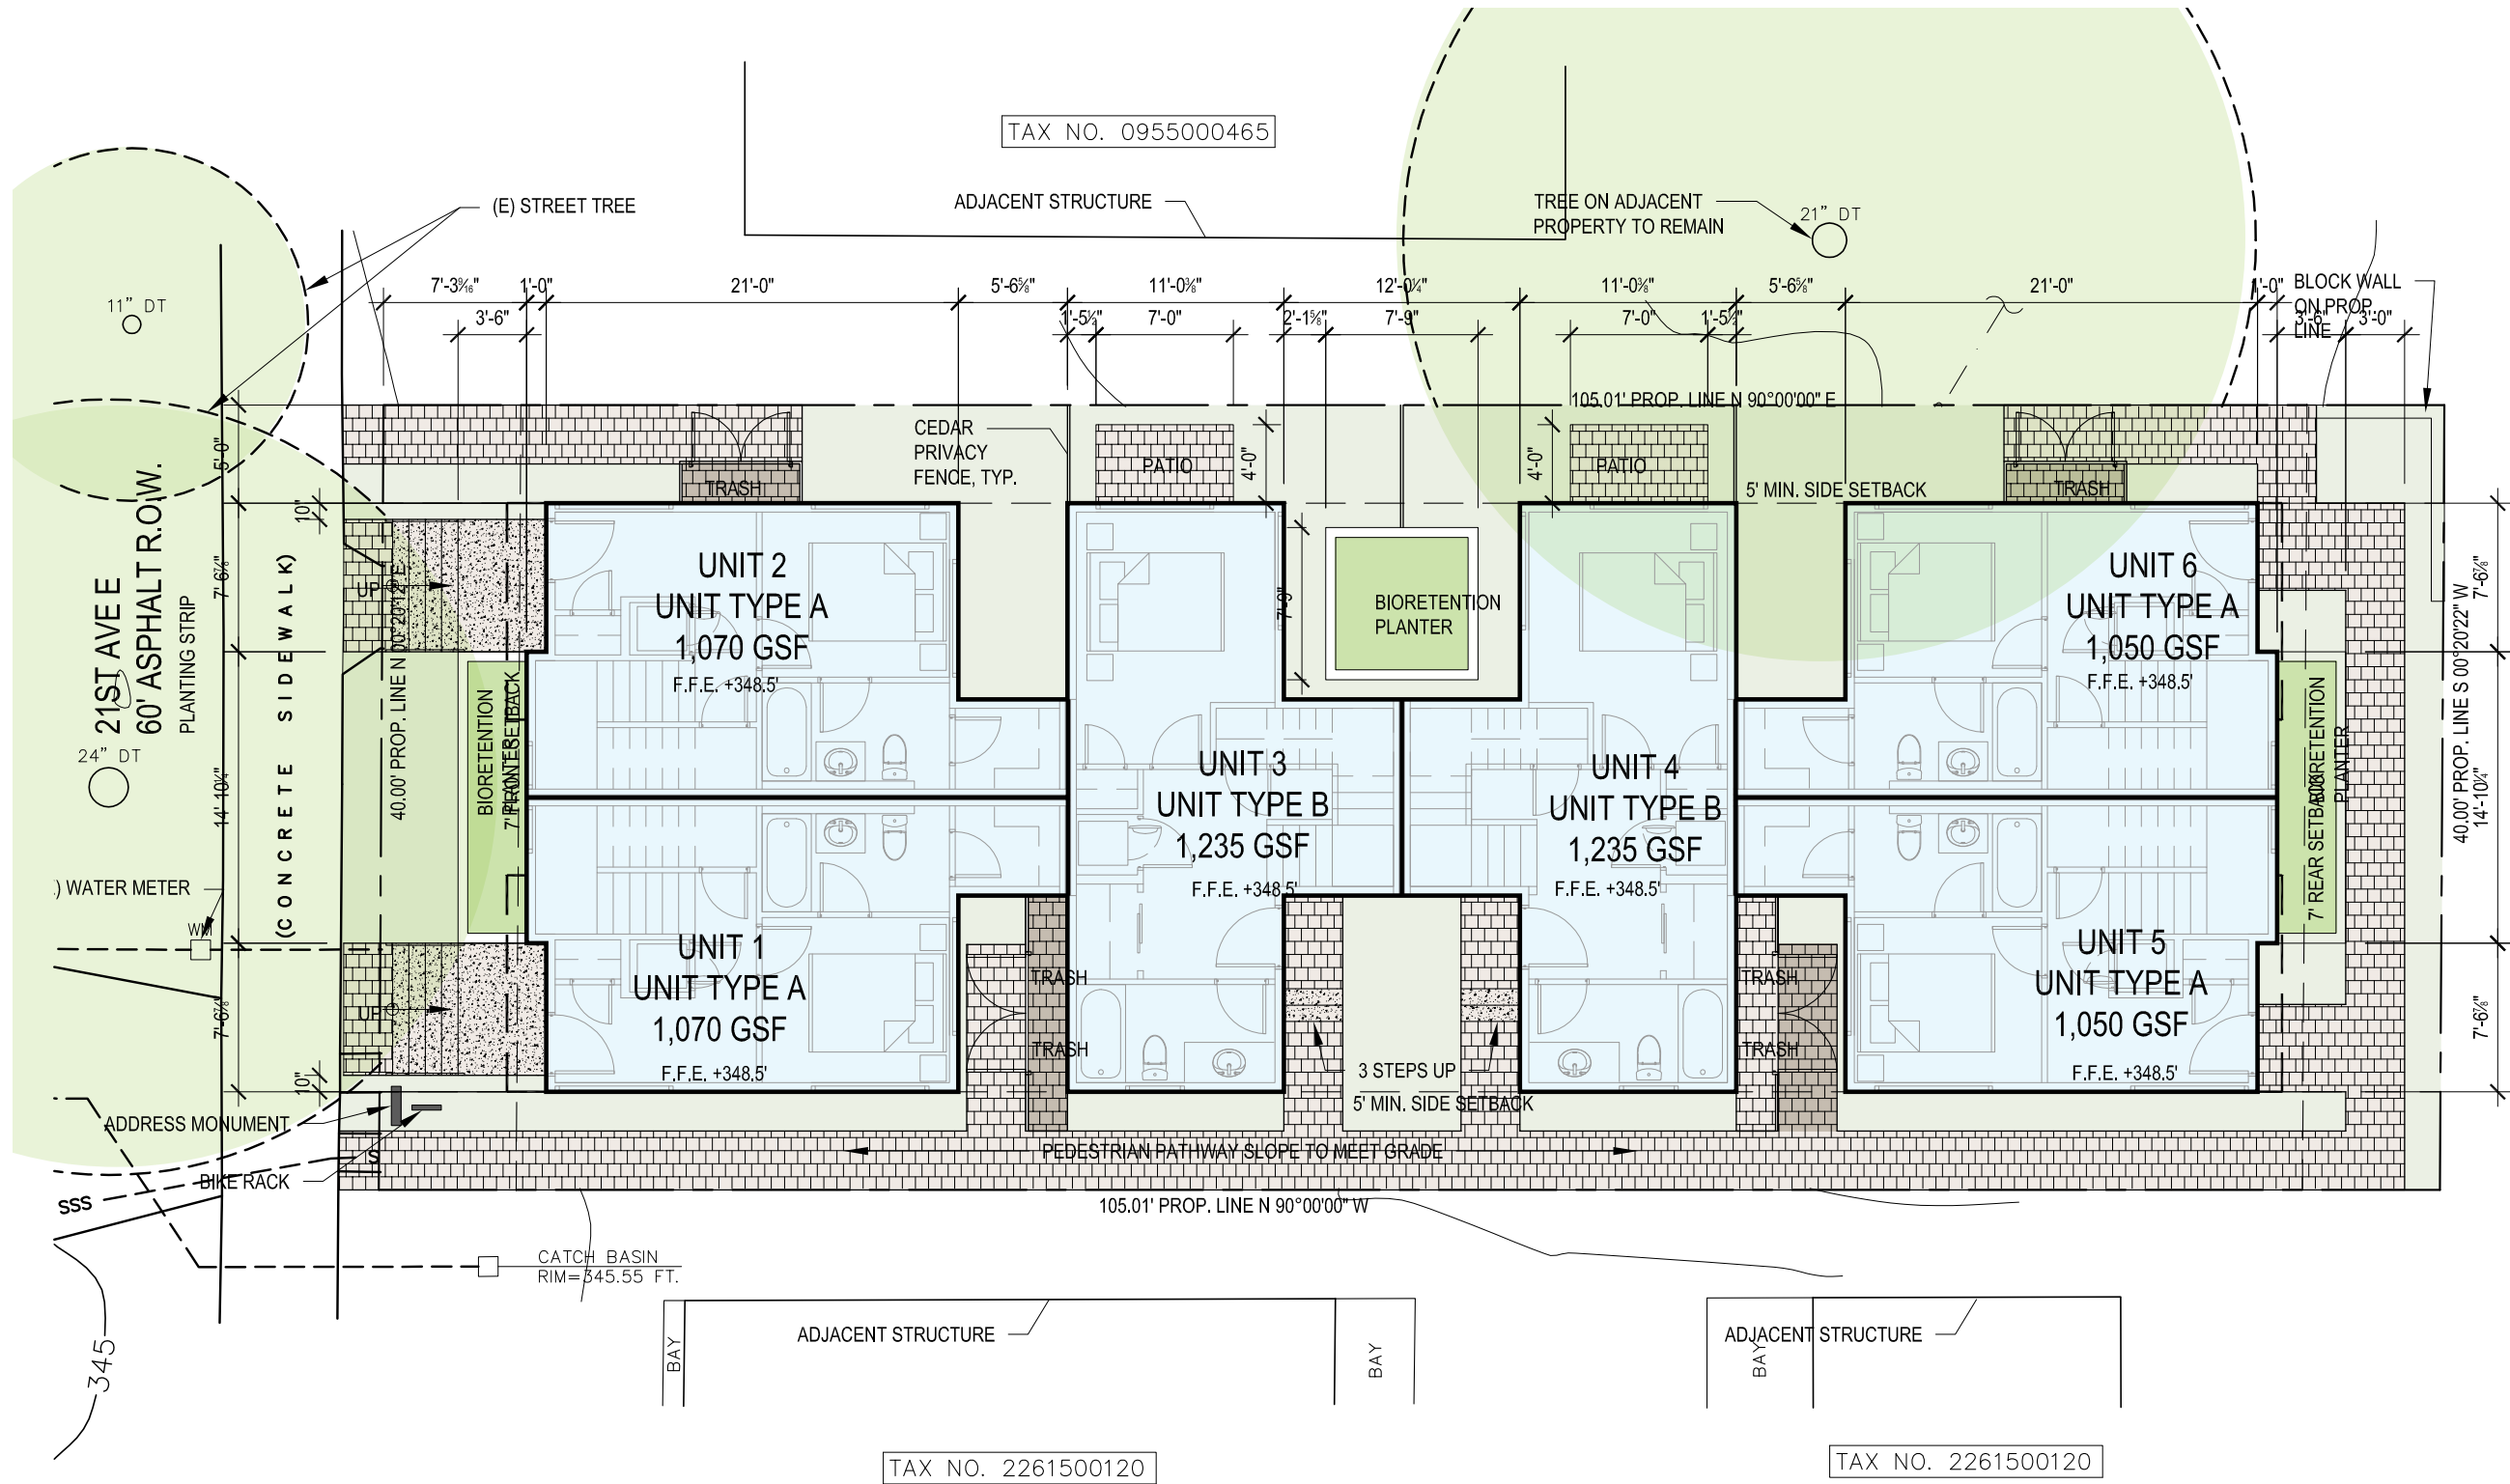 TAX NO. 0955000465
(E) STREET TREE
ADJACENT STRUCTURE
TREE ON ADJACENT
PROPERTY TO REMAIN
21" DT
11" DT
7'-3³⁄₁₆"
1'-0"
21'-0"
5'-6⅝"
11'-0⅜"
12'-0¼"
11'-0⅜"
5'-6⅝"
21'-0"
1'-0"
BLOCK WALL
ON PROP.
LINE
3'-6"
1'-5½"
7'-0"
2'-1⅝"
7'-9"
7'-0"
1'-5½"
3'-6"
3'-0"
105.01' PROP. LINE N 90°00'00" E
CEDAR
PRIVACY
FENCE, TYP.
PATIO
4'-0"
4'-0"
PATIO
TRASH
5' MIN. SIDE SETBACK
TRASH
5'-0"
10"
7'-6⅞"
14'-10¼"
7'-6⅞"
10"
21ST AVE E
60' ASPHALT R.O.W.
PLANTING STRIP
24" DT
(CONCRETE SIDEWALK)
UP
40.00' PROP. LINE N 00°20'12" E
BIORETENTION
PLANTER
7' FRONT SETBACK
UNIT 2
UNIT TYPE A
1,070 GSF
F.F.E. +348.5'
7'-9"
BIORETENTION
PLANTER
UNIT 6
UNIT TYPE A
1,050 GSF
F.F.E. +348.5'
UNIT 3
UNIT TYPE B
1,235 GSF
F.F.E. +348.5'
UNIT 4
UNIT TYPE B
1,235 GSF
F.F.E. +348.5'
BIORETENTION
PLANTER
7' REAR SETBACK
40.00' PROP. LINE S 00°20'22" W
7'-6⅞"
14'-10¼"
7'-6⅞"
) WATER METER
WM
UP
UNIT 1
UNIT TYPE A
1,070 GSF
F.F.E. +348.5'
TRASH
TRASH
TRASH
TRASH
UNIT 5
UNIT TYPE A
1,050 GSF
F.F.E. +348.5'
3 STEPS UP
5' MIN. SIDE SETBACK
ADDRESS MONUMENT
PEDESTRIAN PATHWAY SLOPE TO MEET GRADE
S
BIKE RACK
SSS
105.01' PROP. LINE N 90°00'00" W
CATCH BASIN
RIM=345.55 FT.
345
BAY
ADJACENT STRUCTURE
BAY
BAY
ADJACENT STRUCTURE
TAX NO. 2261500120
TAX NO. 2261500120